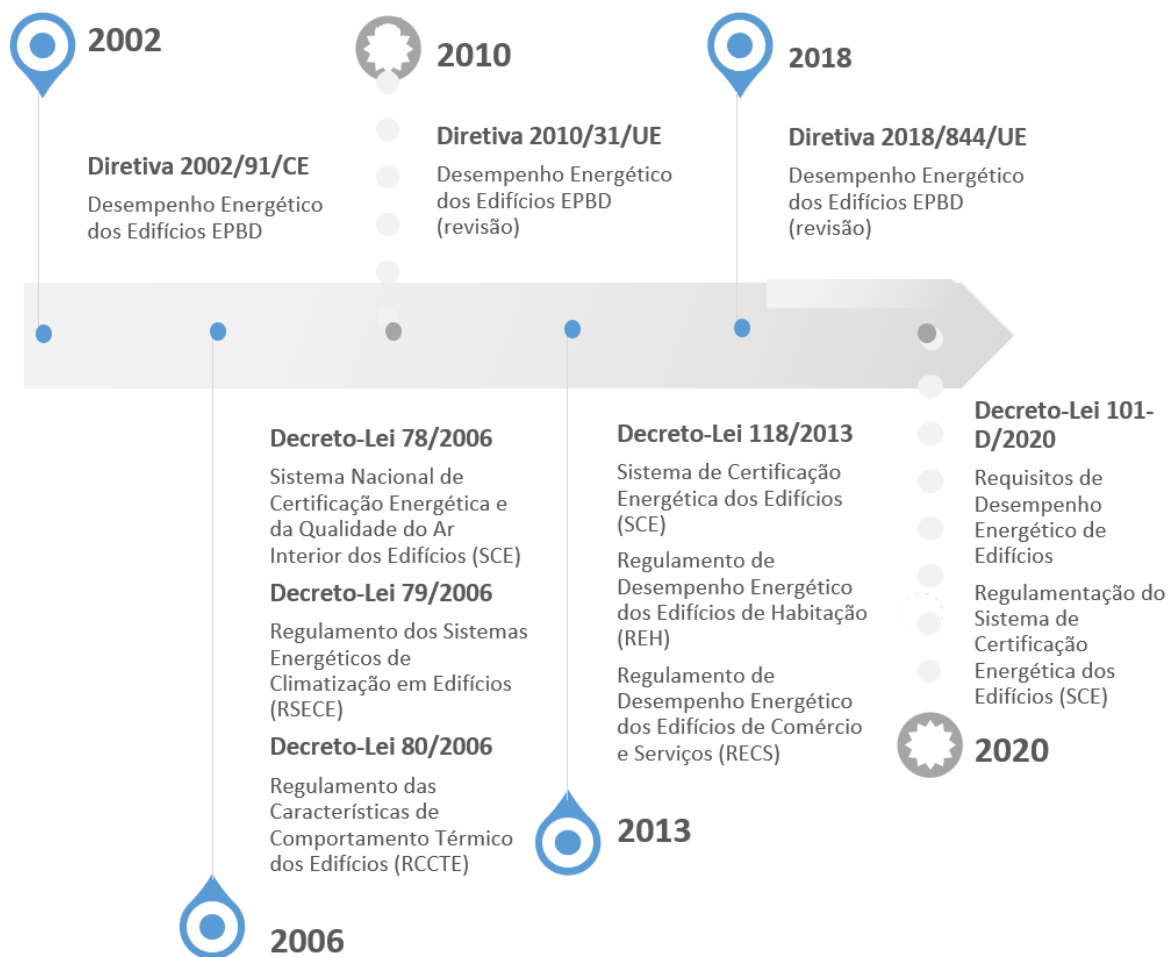 2002
Diretiva 2002/91/CE
Desempenho Energético
dos Edifícios EPBD
2010
Diretiva 2010/31/UE
Desempenho Energético
dos Edifícios EPBD
(revisão)
2018
Diretiva 2018/844/UE
Desempenho Energético
dos Edifícios EPBD
(revisão)
Decreto-Lei 78/2006
Sistema Nacional de
Certificação Energética e
da Qualidade do Ar
Interior dos Edifícios (SCE)
Decreto-Lei 79/2006
Regulamento dos Sistemas
Energéticos de
Climatização em Edifícios
(RSECE)
Decreto-Lei 80/2006
Regulamento das
Características de
Comportamento Térmico
dos Edifícios (RCCTE)
2006
Decreto-Lei 118/2013
Sistema de Certificação
Energética dos Edifícios
(SCE)
Regulamento de
Desempenho Energético
dos Edifícios de Habitação
(REH)
Regulamento de
Desempenho Energético
dos Edifícios de Comércio
e Serviços (RECS)
2013
Decreto-Lei 101-
D/2020
Requisitos de
Desempenho
Energético de
Edifícios
Regulamentação do
Sistema de
Certificação
Energética dos
Edifícios (SCE)
2020